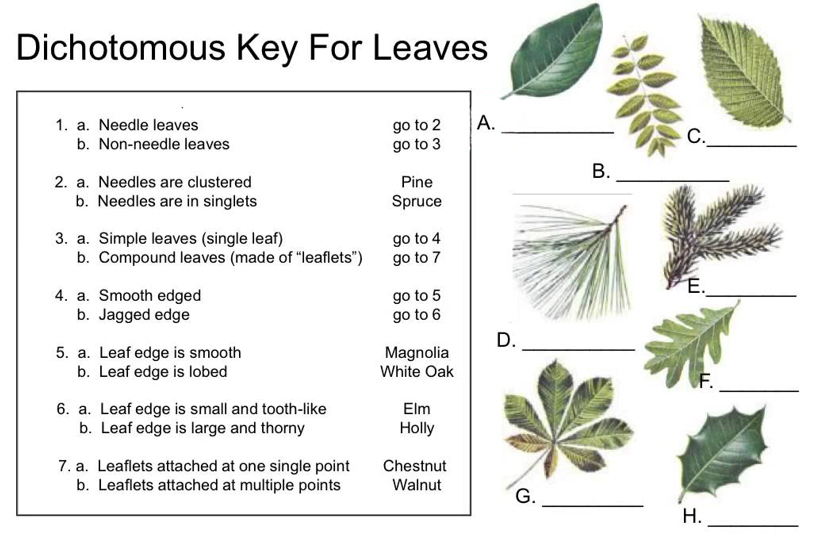 Dichotomous Key For Leaves
1. a. Needle leaves go to 2
b. Non-needle leaves go to 3
2. a. Needles are clustered Pine
b. Needles are in singlets Spruce
3. a. Simple leaves (single leaf) go to 4
b. Compound leaves (made of “leaflets”) go to 7
4. a. Smooth edged go to 5
b. Jagged edge go to 6
5. a. Leaf edge is smooth Magnolia
b. Leaf edge is lobed White Oak
6. a. Leaf edge is small and tooth-like Elm
b. Leaf edge is large and thorny Holly
7. a. Leaflets attached at one single point Chestnut
b. Leaflets attached at multiple points Walnut
A. ____________
B. ____________
C. __________
D. ____________
E. __________
F. _________
G. ___________
H. __________